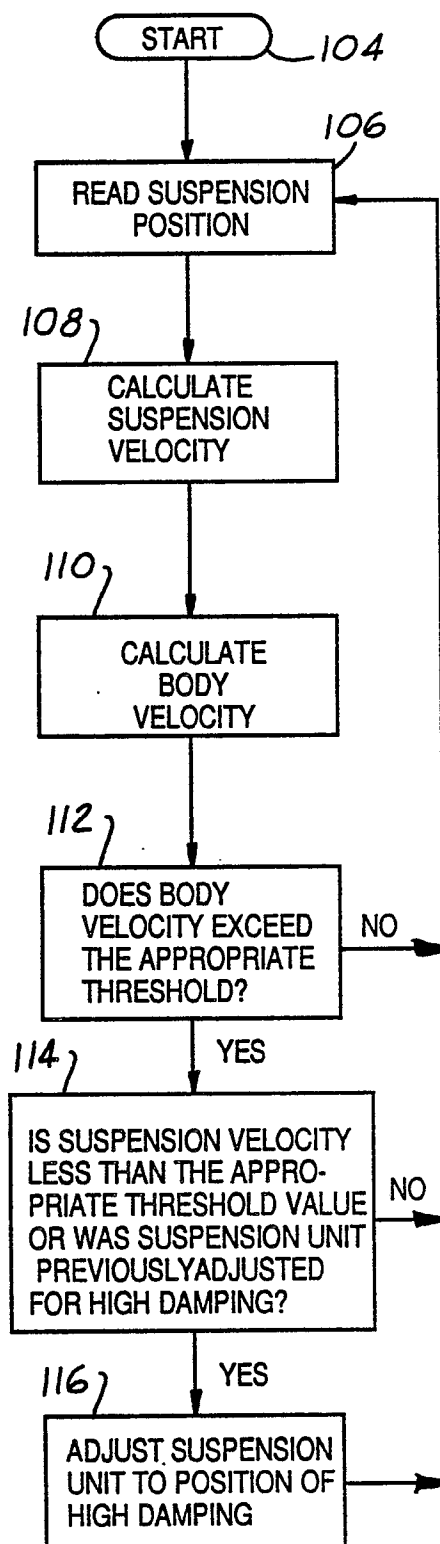 START
104
106
READ SUSPENSION
POSITION
108
CALCULATE
SUSPENSION
VELOCITY
110
CALCULATE
BODY
VELOCITY
112
DOES BODY
VELOCITY EXCEED
THE APPROPRIATE
THRESHOLD?
NO
YES
114
IS SUSPENSION VELOCITY
LESS THAN THE APPRO-
PRIATE THRESHOLD VALUE
OR WAS SUSPENSION UNIT
PREVIOUSLYADJUSTED
FOR HIGH DAMPING?
NO
YES
116
ADJUST SUSPENSION
UNIT TO POSITION OF
HIGH DAMPING